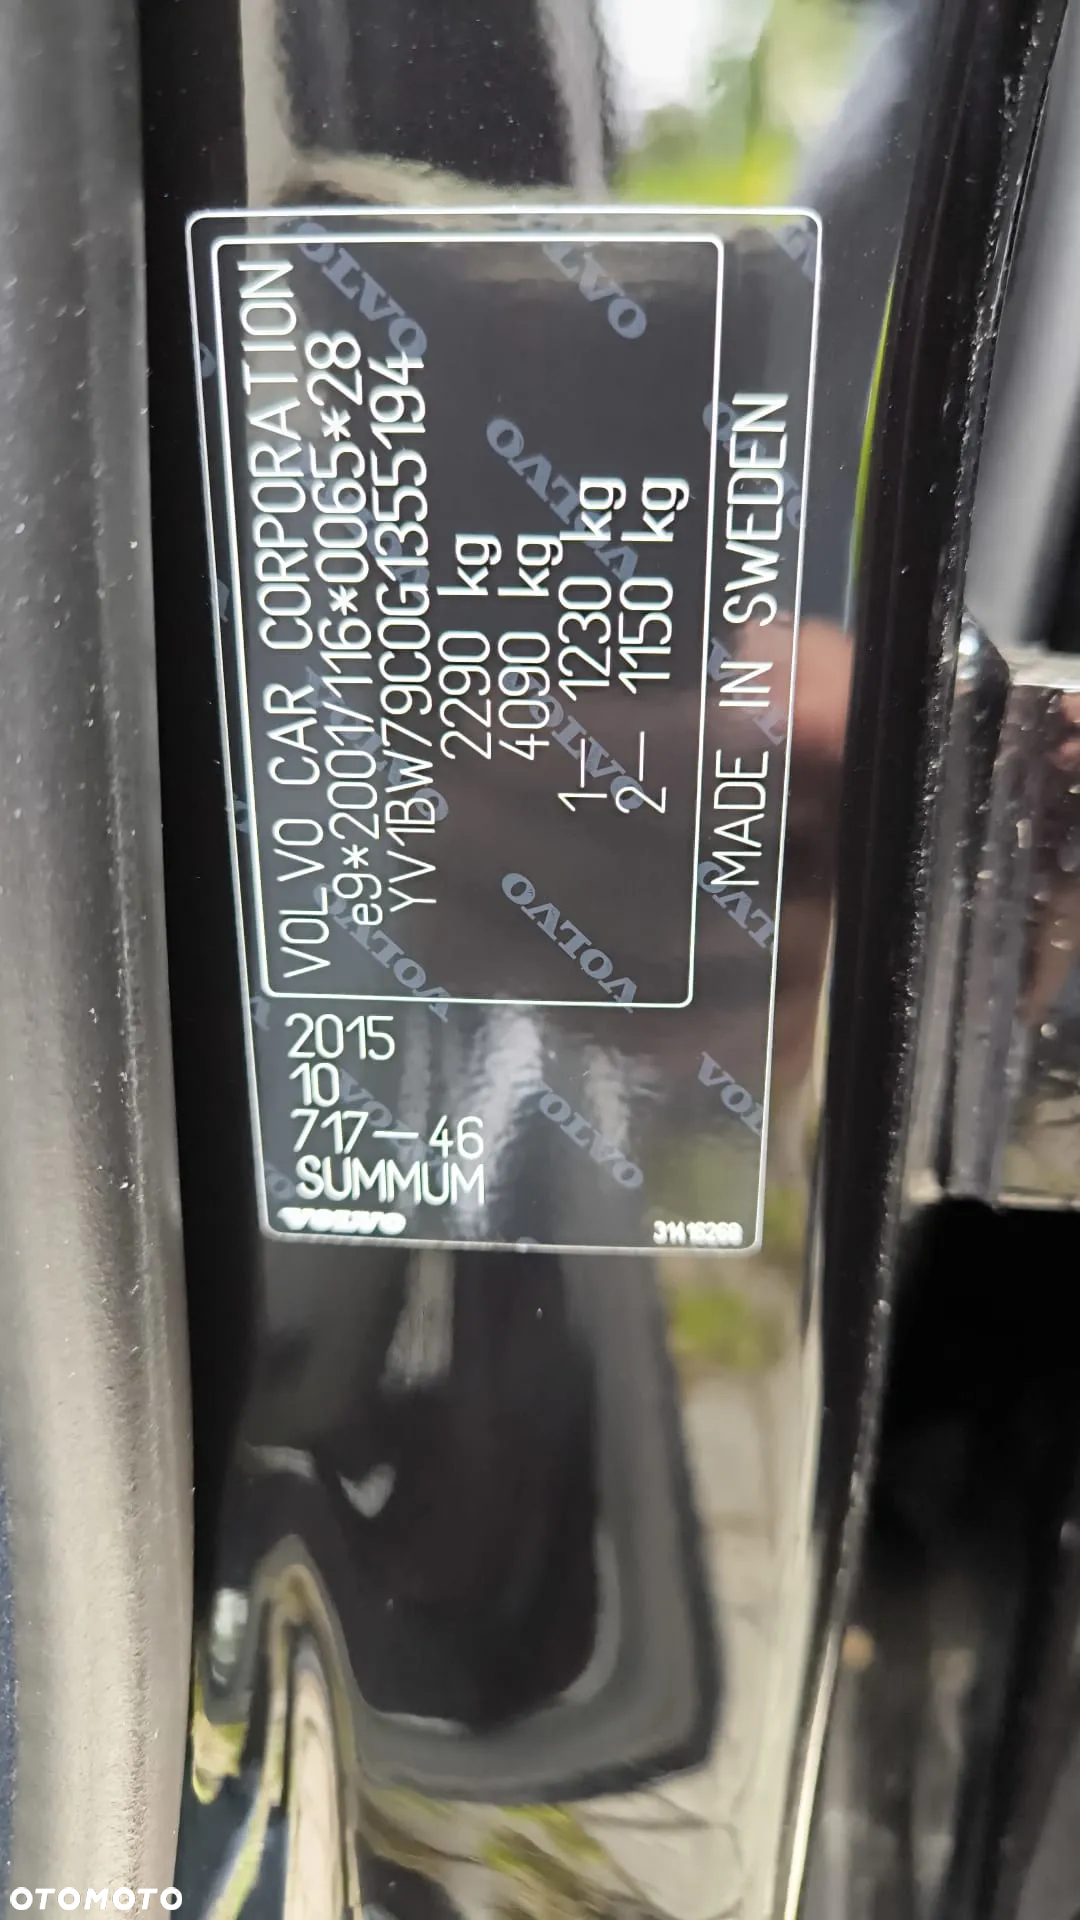 VOLVO CAR CORPORATION
e9*2001/116*0065*28
YV1BW79C0G1355194
2290 kg
4090 kg
1— 1230 kg
2— 1150 kg
MADE IN SWEDEN
2015
10
717—46
SUMMUM
VOLVO
31416268
OTOMOTO